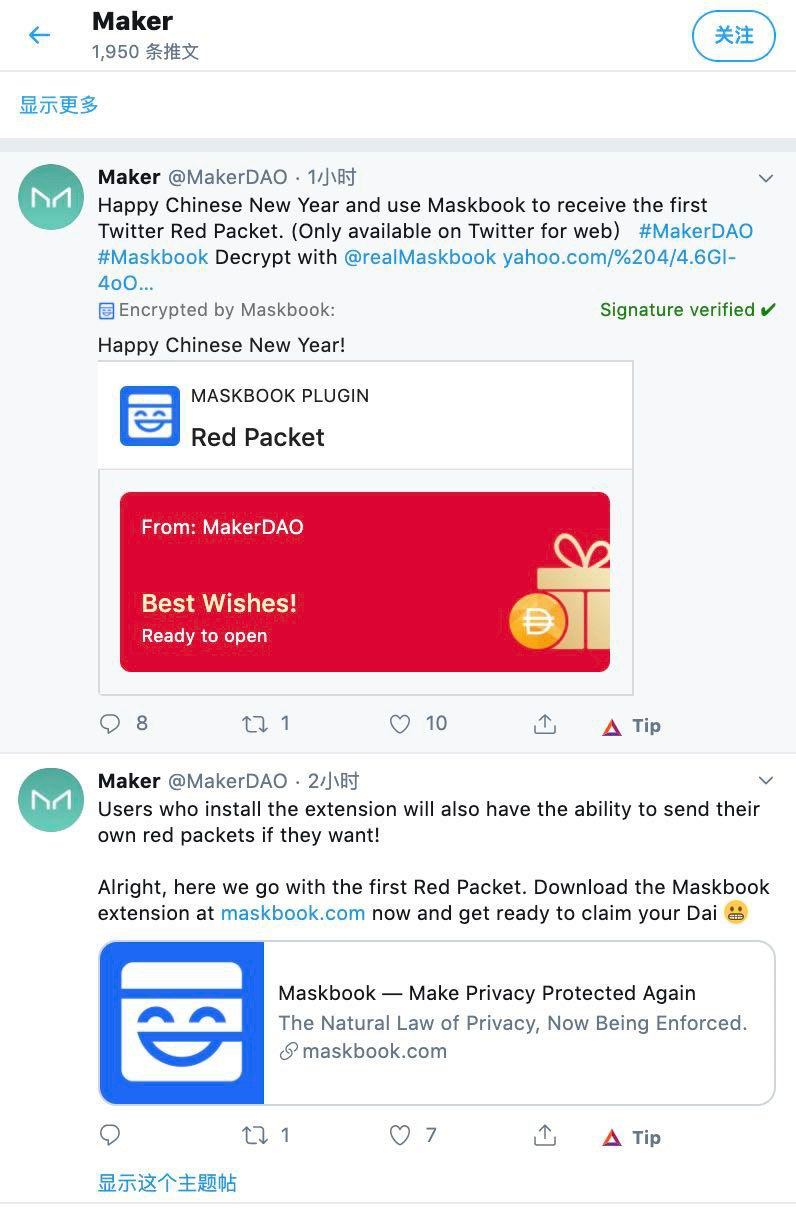 Maker
1,950 条推文
关注
显示更多
Maker @MakerDAO · 1小时
Happy Chinese New Year and use Maskbook to receive the first
Twitter Red Packet. (Only available on Twitter for web) #MakerDAO
#Maskbook Decrypt with @realMaskbook yahoo.com/%204/4.6Gl-
4oO...
Encrypted by Maskbook:
Signature verified ✔
Happy Chinese New Year!
MASKBOOK PLUGIN
Red Packet
From: MakerDAO
Best Wishes!
Ready to open
8
1
10
Tip
Maker @MakerDAO · 2小时
Users who install the extension will also have the ability to send their
own red packets if they want!
Alright, here we go with the first Red Packet. Download the Maskbook
extension at maskbook.com now and get ready to claim your Dai 😬
Maskbook — Make Privacy Protected Again
The Natural Law of Privacy, Now Being Enforced.
maskbook.com
1
7
Tip
显示这个主题帖